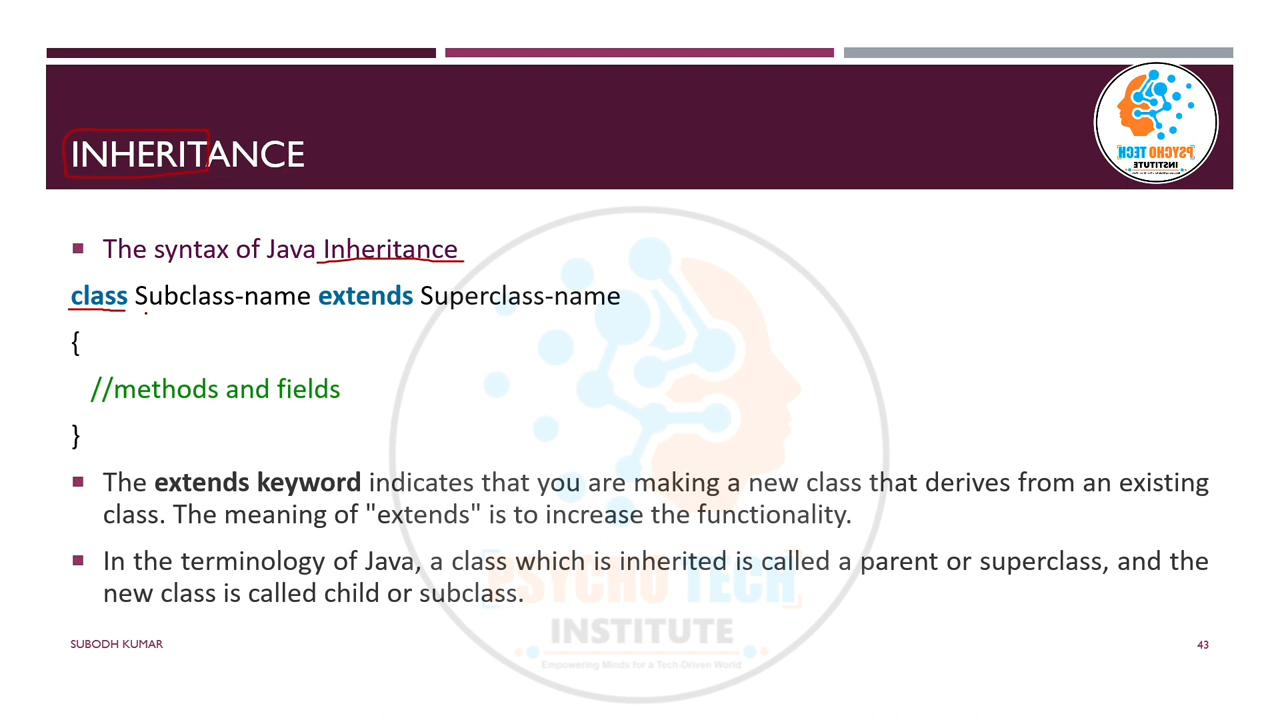 INHERITANCE
PSYCHO TECH
INSTITUTE
The syntax of Java Inheritance
class Subclass-name extends Superclass-name
{
//methods and fields
}
The extends keyword indicates that you are making a new class that derives from an existing
class. The meaning of "extends" is to increase the functionality.
In the terminology of Java, a class which is inherited is called a parent or superclass, and the
new class is called child or subclass.
PSYCHO TECH
INSTITUTE
Empowering Minds for a Tech-Driven World
SUBODH KUMAR
43